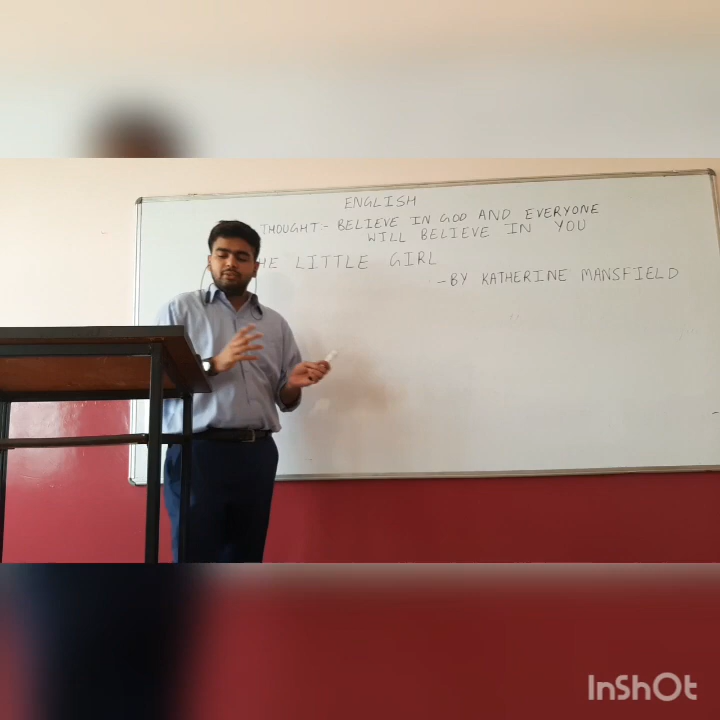 ENGLISH
THOUGHT:- BELIEVE IN GOD AND EVERYONE
WILL BELIEVE IN YOU
HE LITTLE GIRL
-BY KATHERINE MANSFIELD
InShOt